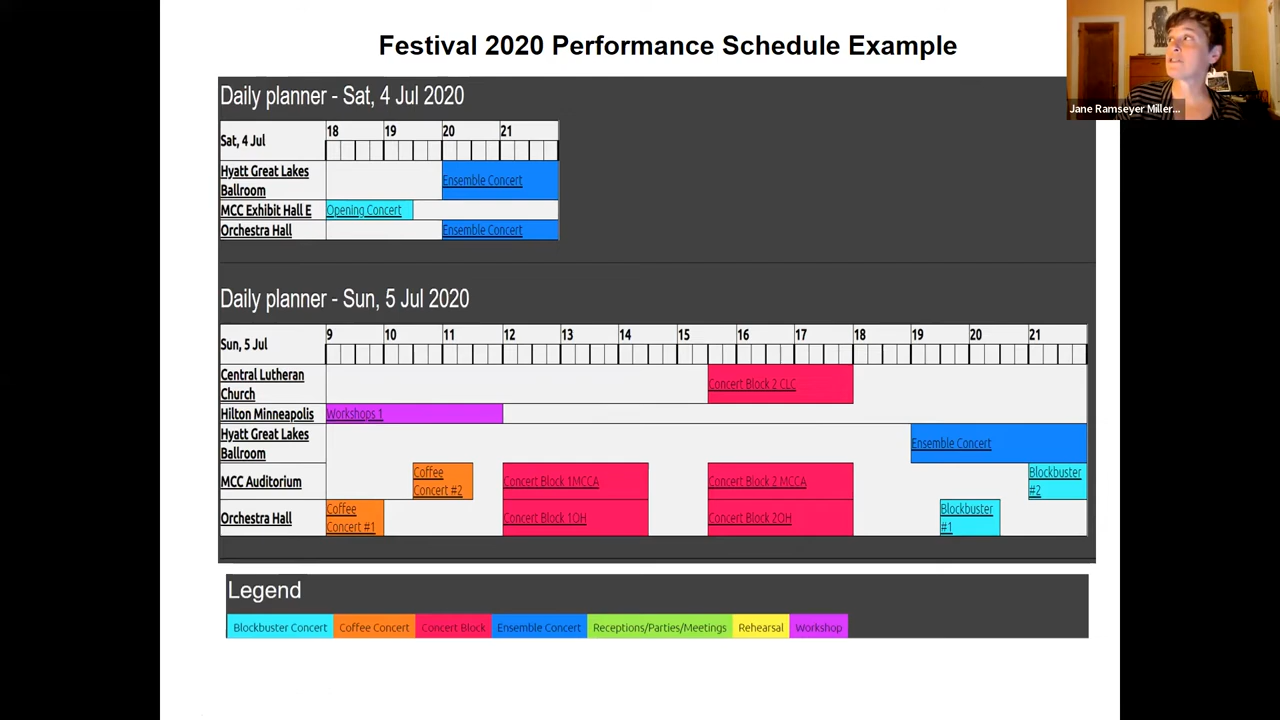 Festival 2020 Performance Schedule Example
Jane Ramseyer Miller...
Daily planner - Sat, 4 Jul 2020
Sat, 4 Jul
18 19 20 21
Hyatt Great Lakes
Ballroom
Ensemble Concert
MCC Exhibit Hall E
Opening Concert
Orchestra Hall
Ensemble Concert
Daily planner - Sun, 5 Jul 2020
Sun, 5 Jul
9 10 11 12 13 14 15 16 17 18 19 20 21
Central Lutheran
Church
Concert Block 2 CLC
Hilton Minneapolis
Workshops 1
Hyatt Great Lakes
Ballroom
Ensemble Concert
MCC Auditorium
Coffee
Concert #2
Concert Block 1MCCA
Concert Block 2 MCCA
Blockbuster
#2
Orchestra Hall
Coffee
Concert #1
Concert Block 1OH
Concert Block 2OH
Blockbuster
#1
Legend
Blockbuster Concert Coffee Concert Concert Block Ensemble Concert Receptions/Parties/Meetings Rehearsal Workshop